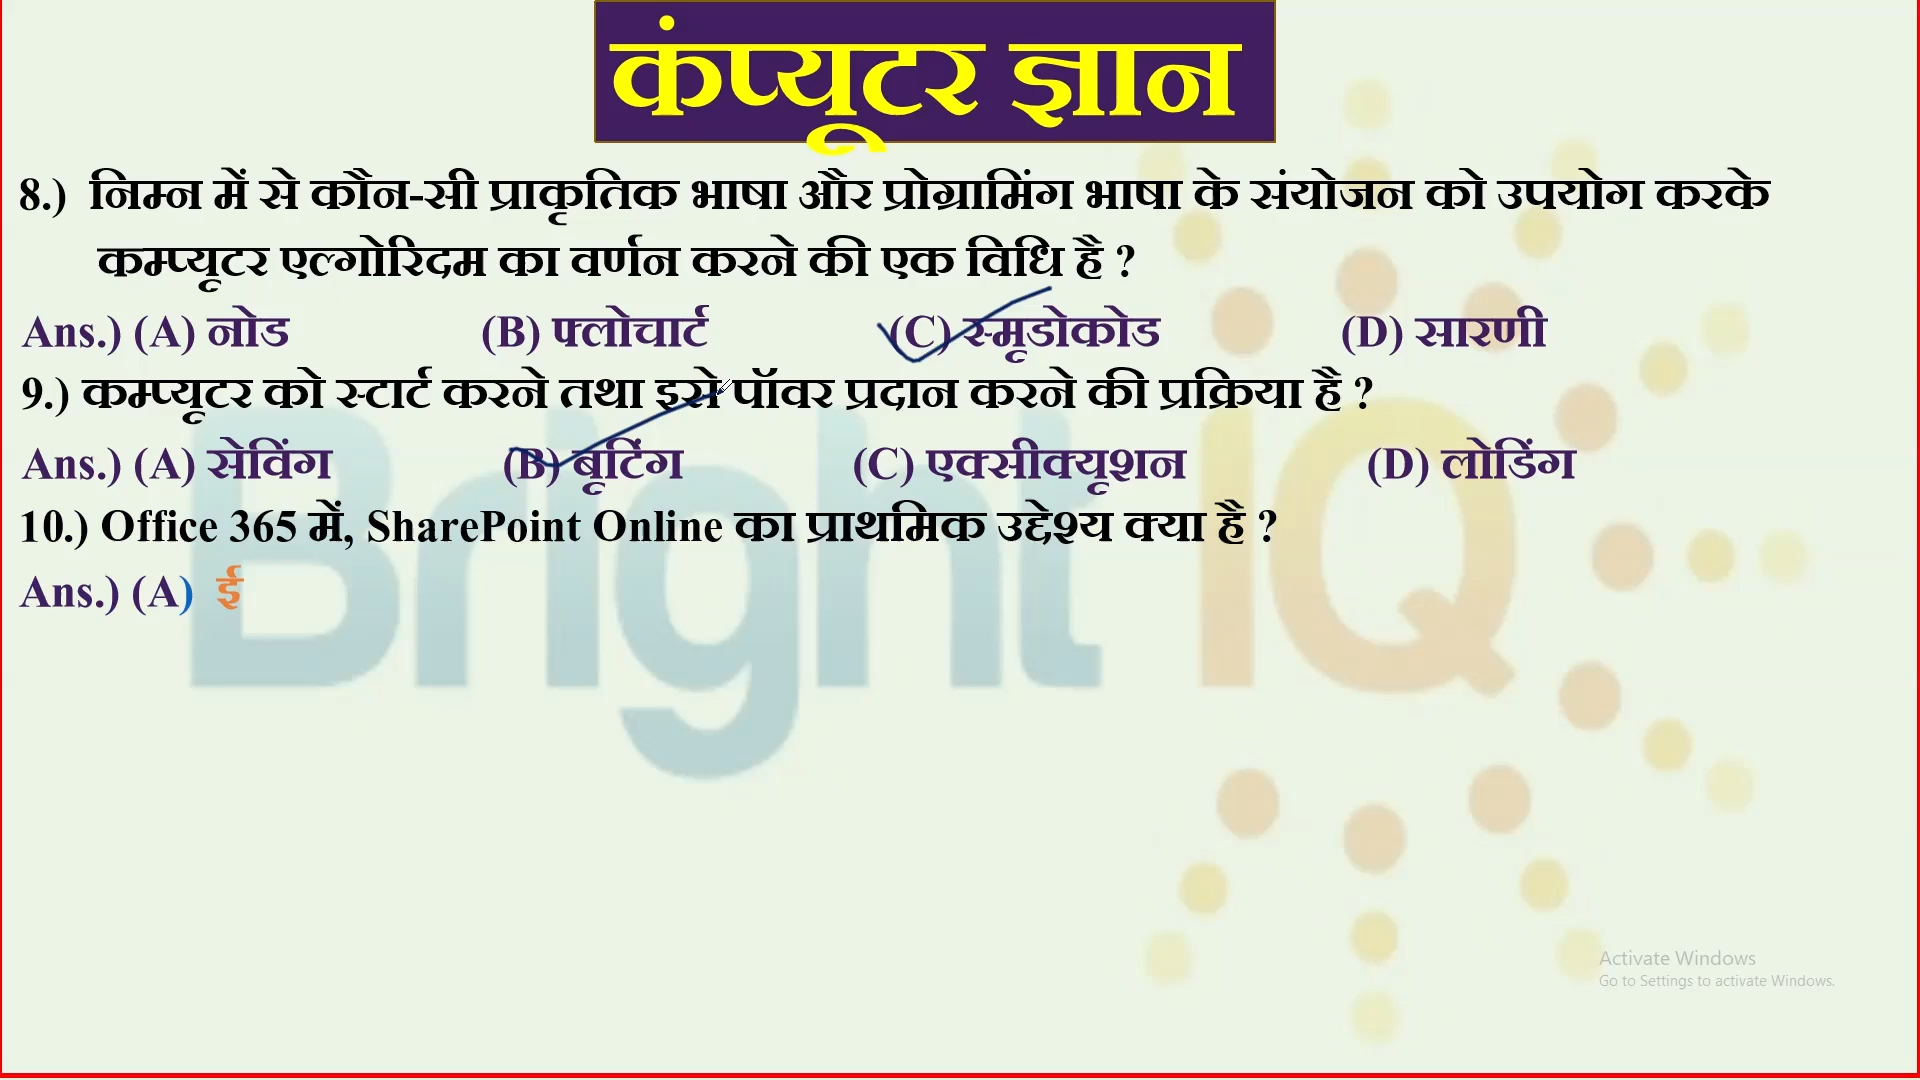 कंप्यूटर ज्ञान
8.) निम्न में से कौन-सी प्राकृतिक भाषा और प्रोग्रामिंग भाषा के संयोजन को उपयोग करके
कम्प्यूटर एल्गोरिदम का वर्णन करने की एक विधि है ?
Ans.) (A) नोड (B) फ्लोचार्ट (C) स्मूडोकोड (D) सारणी
9.) कम्प्यूटर को स्टार्ट करने तथा इसे पॉवर प्रदान करने की प्रक्रिया है ?
Ans.) (A) सेविंग (B) बूटिंग (C) एक्सीक्यूशन (D) लोडिंग
10.) Office 365 में, SharePoint Online का प्राथमिक उद्देश्य क्या है ?
Ans.) (A) ई
Bright IQ
Activate Windows
Go to Settings to activate Windows.